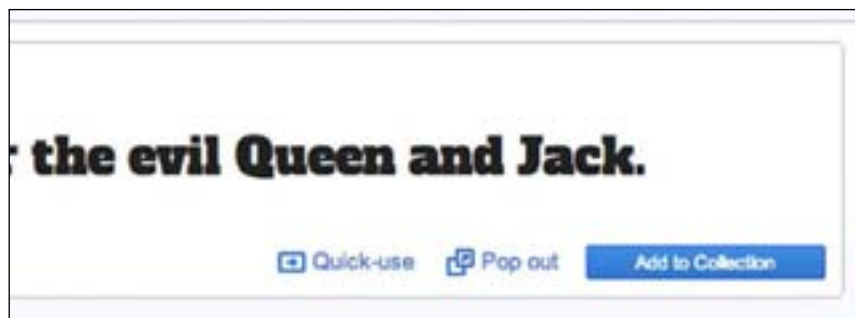 the evil Queen and Jack.
Quick-use Pop out Add to Collection